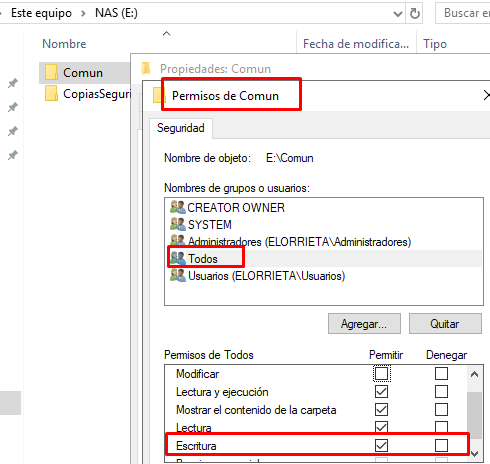 Este equipo > NAS (E:)
Buscar en
Nombre
Fecha de modifica...
Tipo
Comun
CopiasSeguri
Propiedades: Comun
Permisos de Comun
Seguridad
Nombre de objeto: E:\Comun
Nombres de grupos o usuarios:
CREATOR OWNER
SYSTEM
Administradores (ELORRIETA\Administradores)
Todos
Usuarios (ELORRIETA\Usuarios)
Agregar...
Quitar
Permisos de Todos Permitir Denegar
Modificar
Lectura y ejecución
Mostrar el contenido de la carpeta
Lectura
Escritura